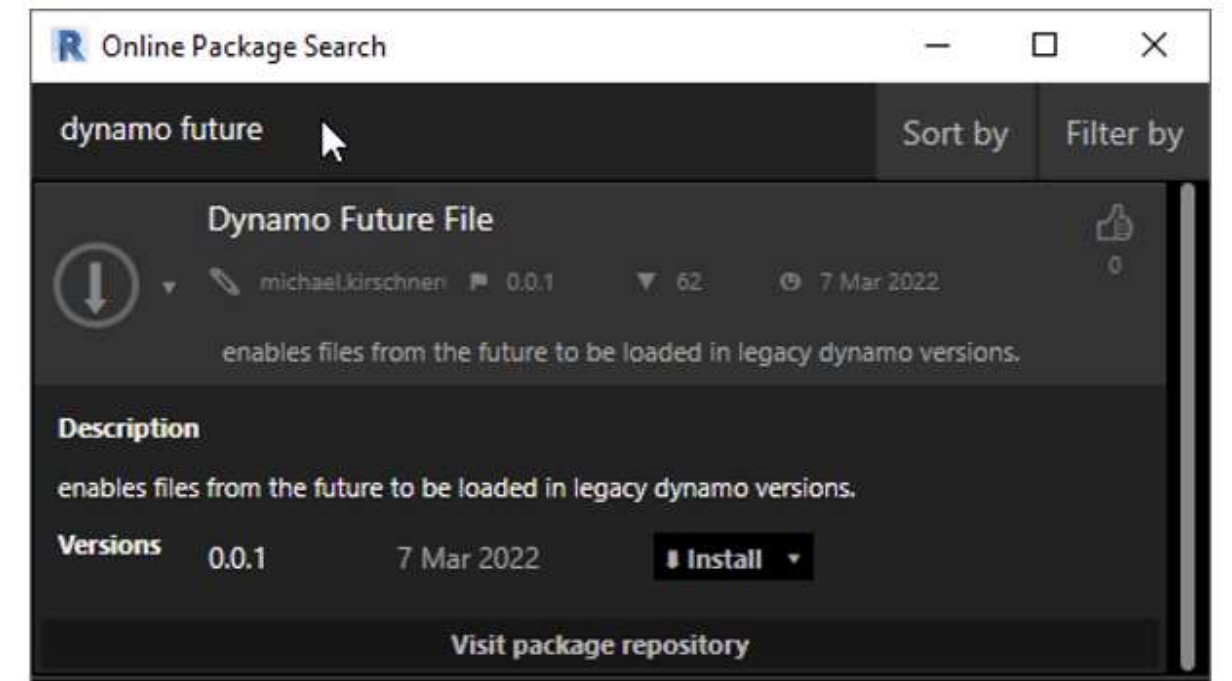 R Online Package Search
dynamo future Sort by Filter by
Dynamo Future File
michael.kirschner 0.0.1 62 7 Mar 2022 0
enables files from the future to be loaded in legacy dynamo versions.
Description
enables files from the future to be loaded in legacy dynamo versions.
Versions 0.0.1 7 Mar 2022 Install
Visit package repository